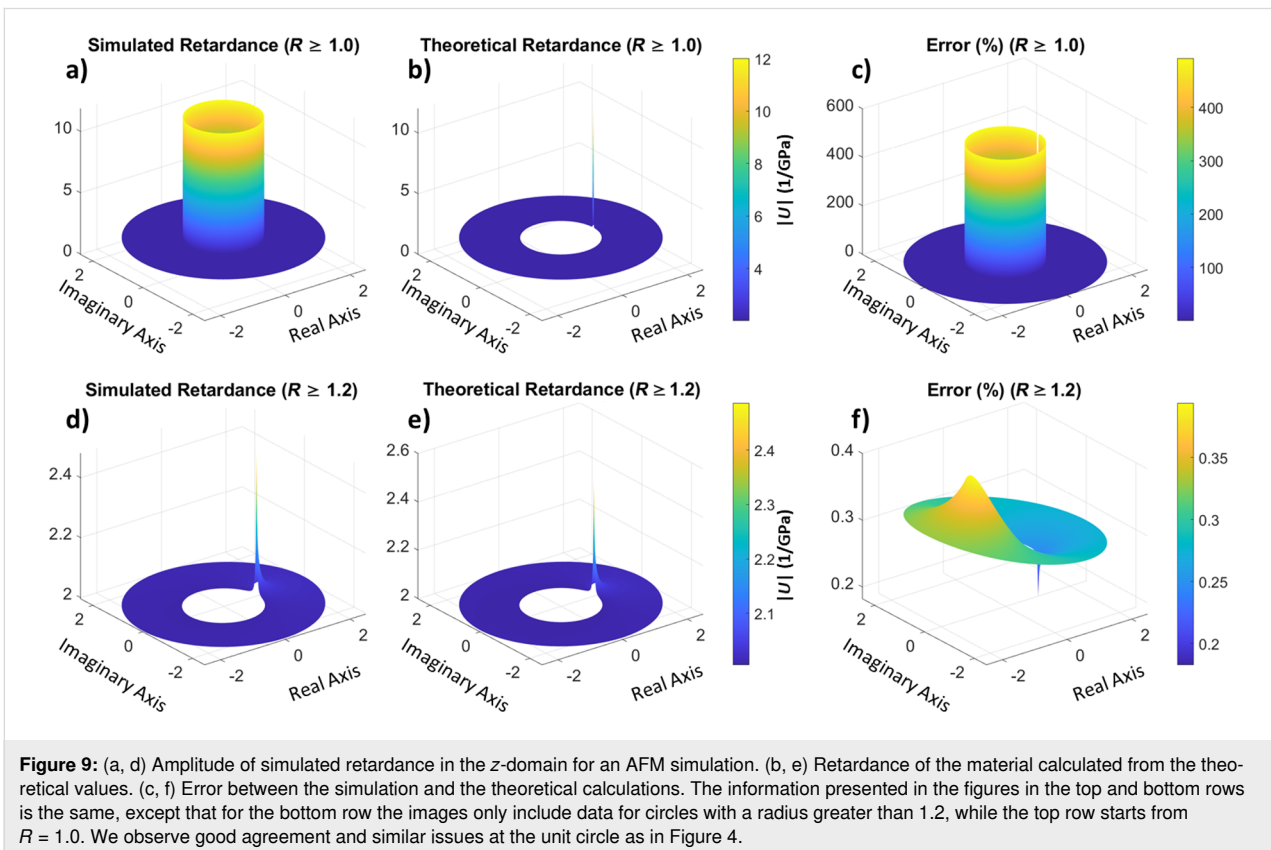 Simulated Retardance (R ≥ 1.0)
Theoretical Retardance (R ≥ 1.0)
Error (%) (R ≥ 1.0)
a)
b)
c)
10
5
0
2
0
-2
Imaginary Axis
-2
0
2
Real Axis
10
5
0
2
0
-2
Imaginary Axis
-2
0
2
Real Axis
12
10
8
6
4
|U| (1/GPa)
600
400
200
0
2
0
-2
Imaginary Axis
-2
0
2
Real Axis
400
300
200
100
Simulated Retardance (R ≥ 1.2)
Theoretical Retardance (R ≥ 1.2)
Error (%) (R ≥ 1.2)
d)
e)
f)
2.4
2.2
2
2
0
-2
Imaginary Axis
-2
0
2
Real Axis
2.6
2.4
2.2
2
2
0
-2
Imaginary Axis
-2
0
2
Real Axis
2.4
2.3
2.2
2.1
|U| (1/GPa)
0.4
0.3
0.2
2
0
-2
Imaginary Axis
-2
0
2
Real Axis
0.35
0.3
0.25
0.2
Figure 9: (a, d) Amplitude of simulated retardance in the z-domain for an AFM simulation. (b, e) Retardance of the material calculated from the theo-
retical values. (c, f) Error between the simulation and the theoretical calculations. The information presented in the figures in the top and bottom rows
is the same, except that for the bottom row the images only include data for circles with a radius greater than 1.2, while the top row starts from
R = 1.0. We observe good agreement and similar issues at the unit circle as in Figure 4.